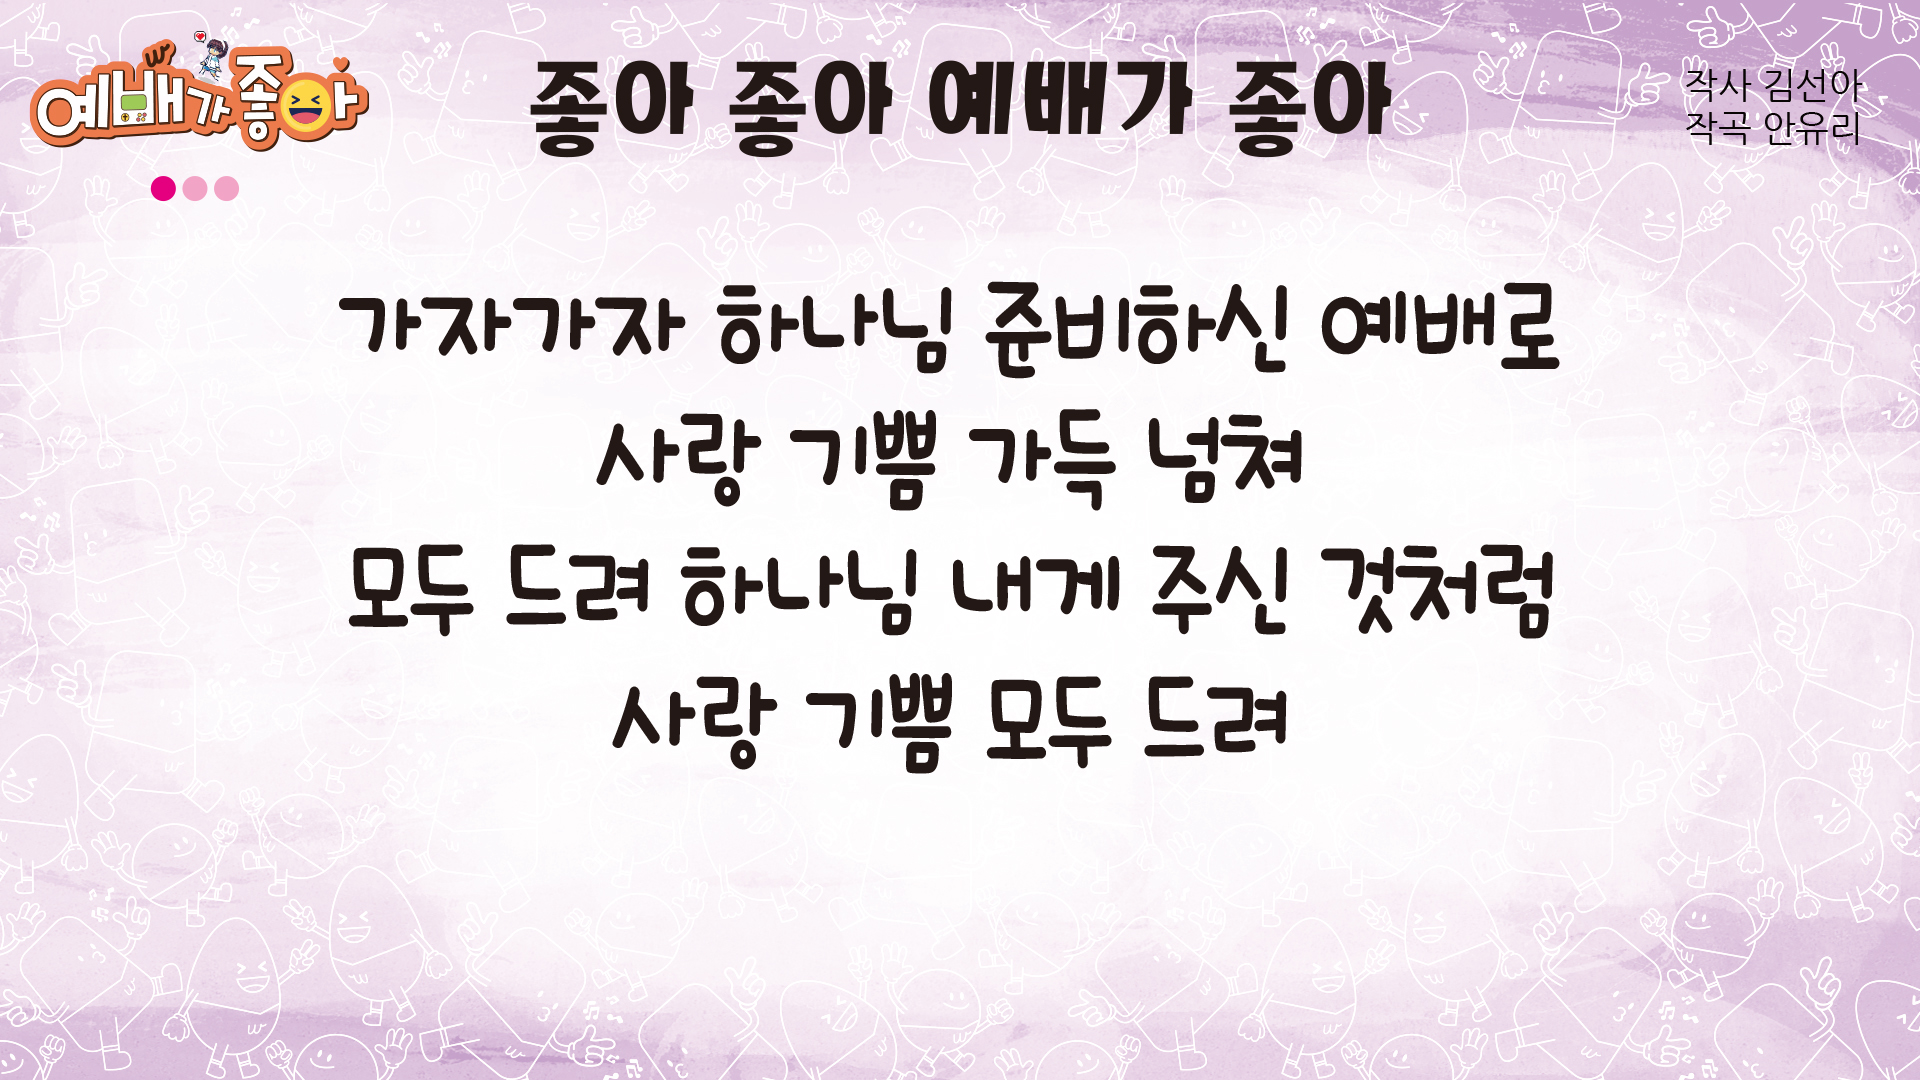 예배가 좋아
좋아 좋아 예배가 좋아
작사 김선아
작곡 안유리
가자가자 하나님 준비하신 예배로
사랑 기쁨 가득 넘쳐
모두 드려 하나님 내게 주신 것처럼
사랑 기쁨 모두 드려